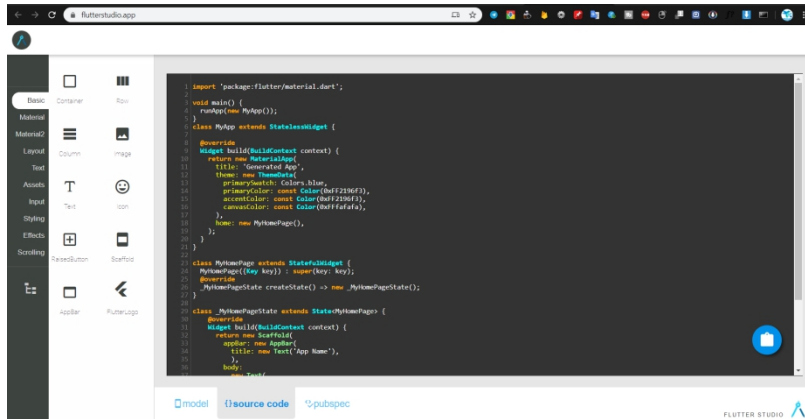 flutterstudio.app
Basic
Material
Material2
Layout
Text
Assets
Input
Styling
Effects
Scrolling
Container
Row
Column
Image
Text
Icon
RaisedButton
Scaffold
AppBar
FlutterLogo
1 import 'package:flutter/material.dart';
2
3 void main() {
4 runApp(new MyApp());
5 }
6 class MyApp extends StatelessWidget {
7
8 @override
9 Widget build(BuildContext context) {
10 return new MaterialApp(
11 title: 'Generated App',
12 theme: new ThemeData(
13 primarySwatch: Colors.blue,
14 primaryColor: const Color(0xFF2196f3),
15 accentColor: const Color(0xFF2196f3),
16 canvasColor: const Color(0xFFfafafa),
17 ),
18 home: new MyHomePage(),
19 );
20 }
21 }
22
23 class MyHomePage extends StatefulWidget {
24 MyHomePage({Key key}) : super(key: key);
25 @override
26 _MyHomePageState createState() => new _MyHomePageState();
27 }
28
29 class _MyHomePageState extends State<MyHomePage> {
30 @override
31 Widget build(BuildContext context) {
32 return new Scaffold(
33 appBar: new AppBar(
34 title: new Text('App Name'),
35 ),
36 body:
37 new Text(
model
{}source code
pubspec
FLUTTER STUDIO